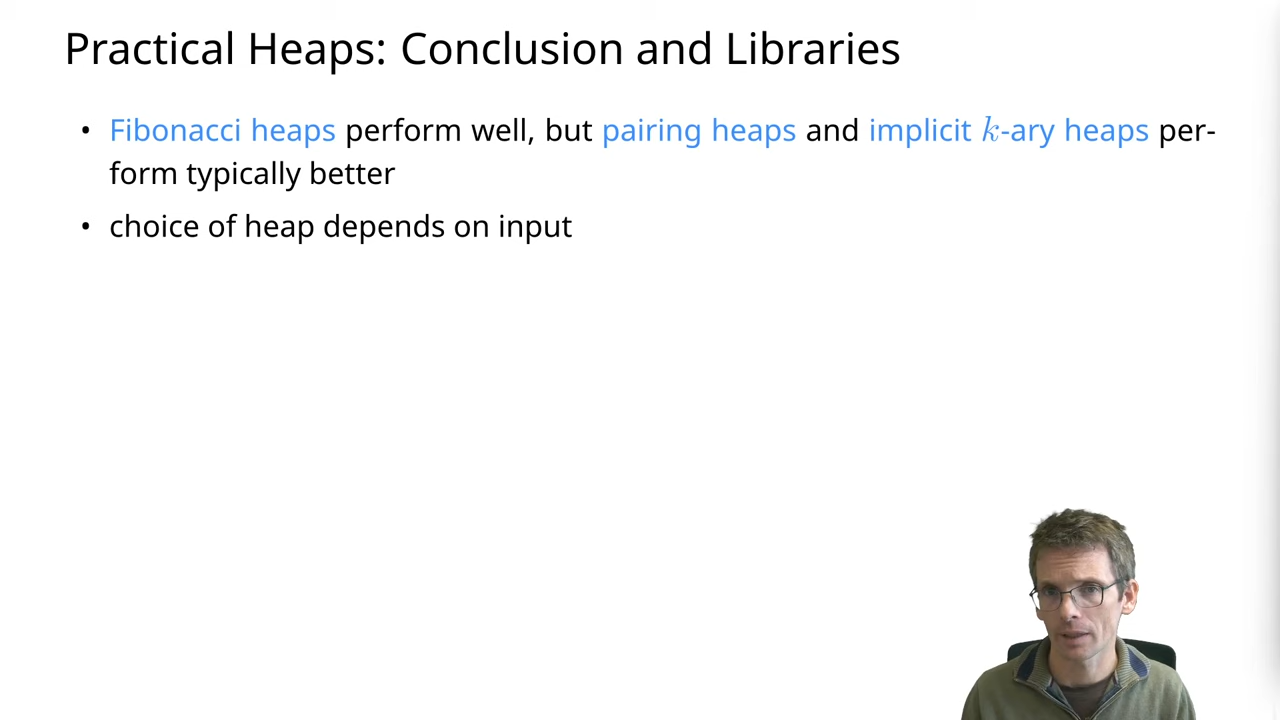 Practical Heaps: Conclusion and Libraries
• Fibonacci heaps perform well, but pairing heaps and implicit k-ary heaps per-
form typically better
• choice of heap depends on input